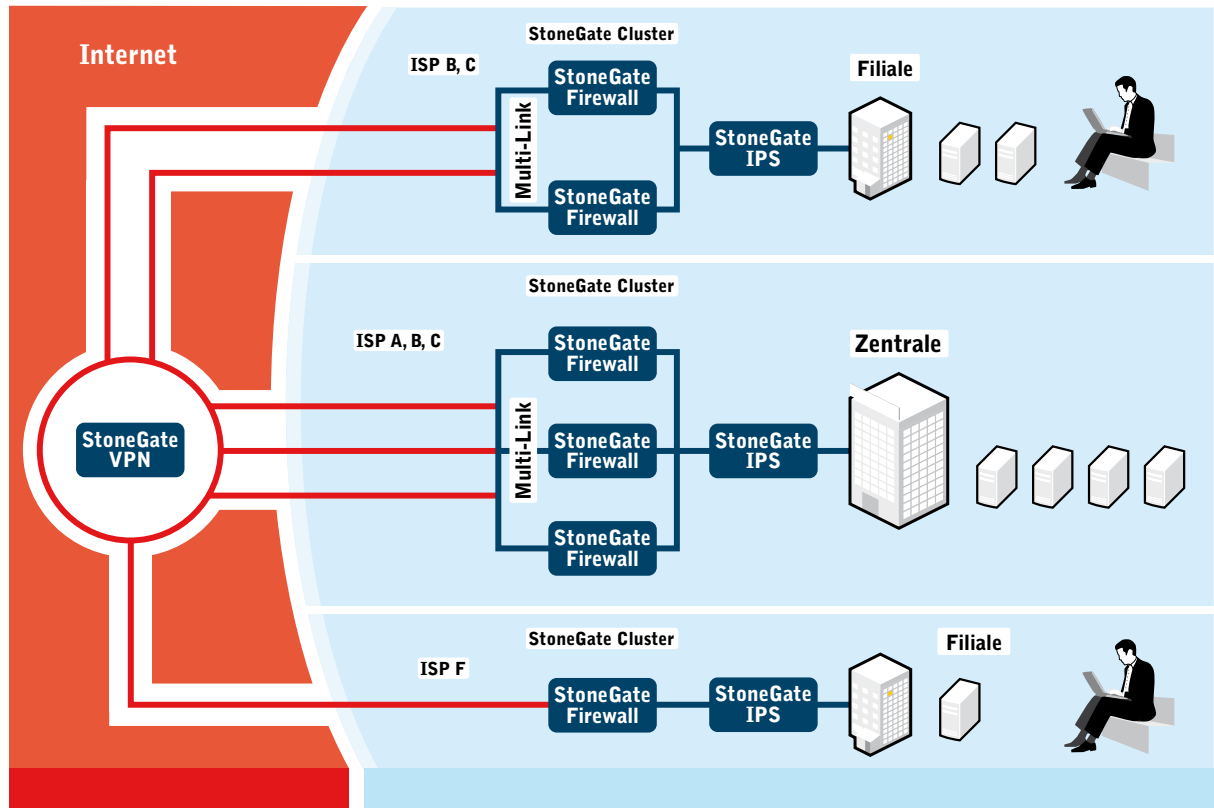 Internet
StoneGate Cluster
ISP B, C
Multi-Link
StoneGate
Firewall
StoneGate
Firewall
StoneGate
IPS
Filiale
StoneGate Cluster
ISP A, B, C
Multi-Link
StoneGate
Firewall
StoneGate
Firewall
StoneGate
Firewall
StoneGate
IPS
Zentrale
StoneGate
VPN
StoneGate Cluster
ISP F
StoneGate
Firewall
StoneGate
IPS
Filiale